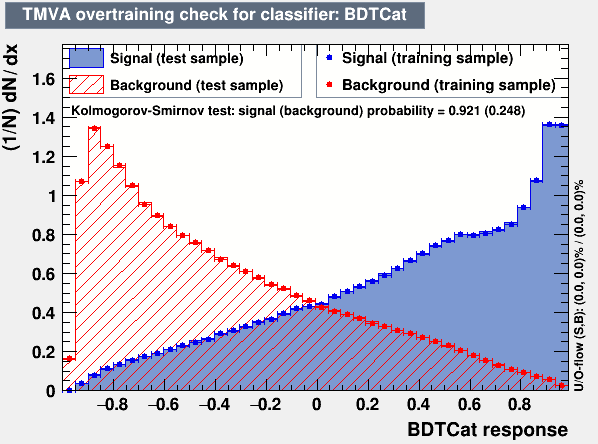 TMVA overtraining check for classifier: BDTCat
(1/N) dN / dx
Signal (test sample)
Background (test sample)
Signal (training sample)
Background (training sample)
Kolmogorov-Smirnov test: signal (background) probability = 0.921 (0.248)
1.6
1.4
1.2
1
0.8
0.6
0.4
0.2
0
−0.8 −0.6 −0.4 −0.2 0 0.2 0.4 0.6 0.8
BDTCat response
U/O-flow (S,B): (0.0, 0.0)% / (0.0, 0.0)%